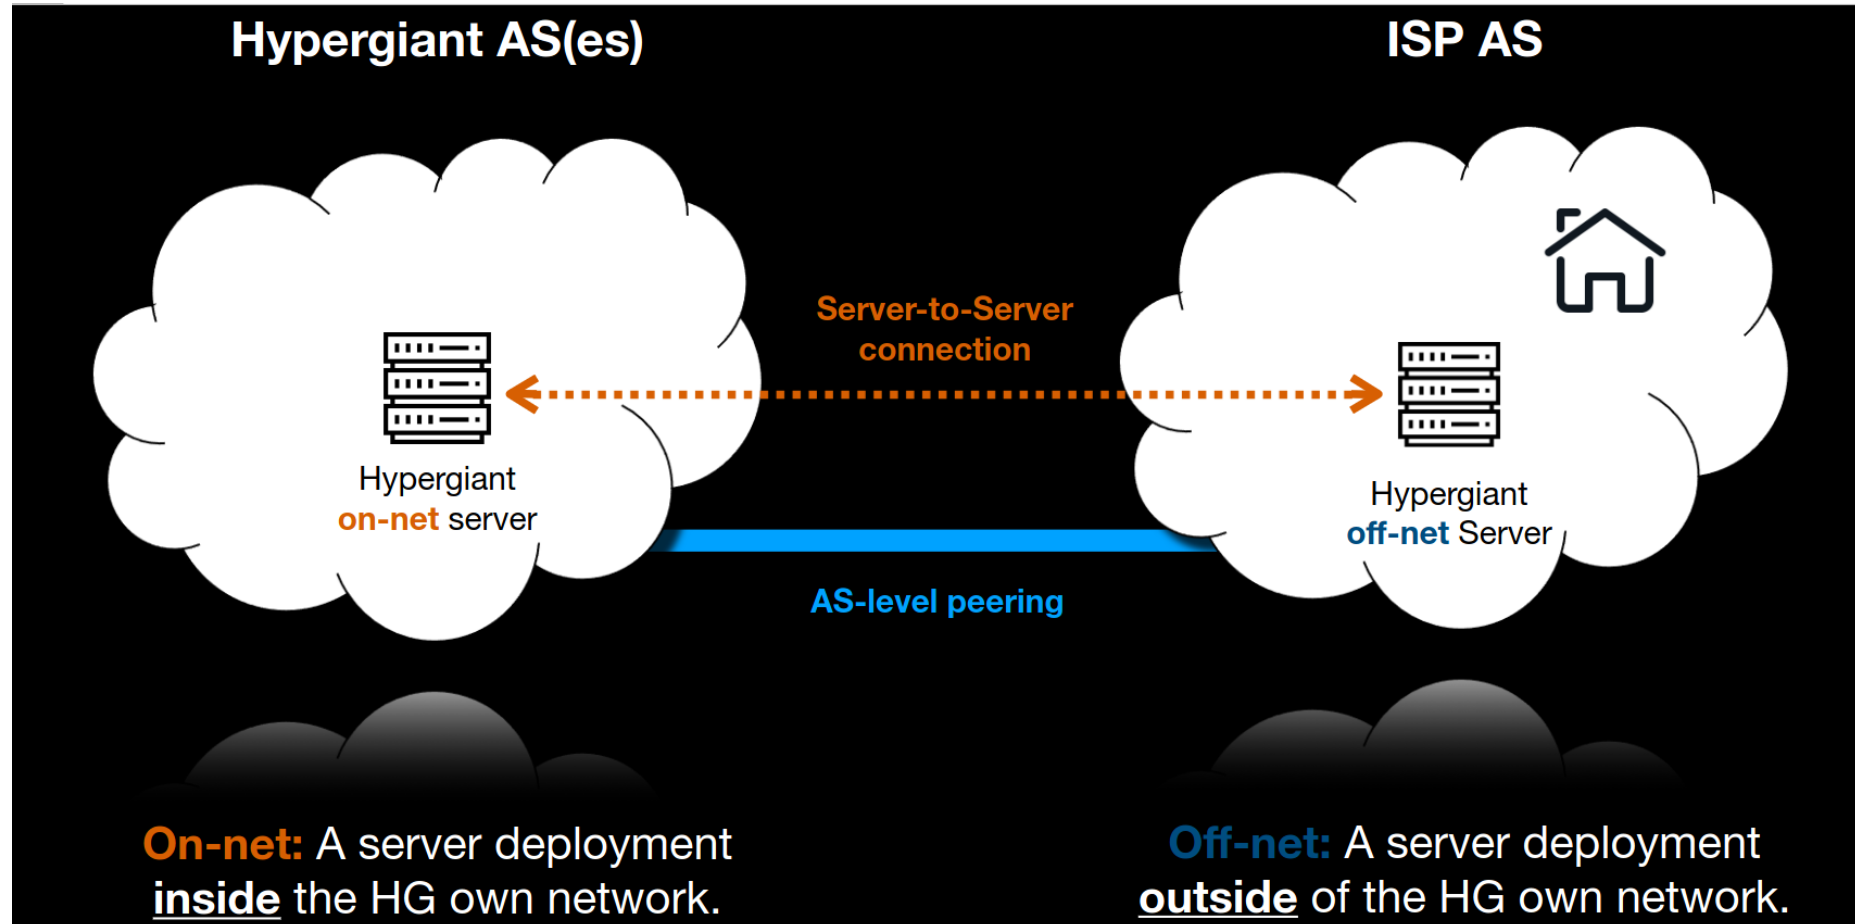 Hypergiant AS(es)
ISP AS
Server-to-Server
connection
Hypergiant
on-net server
Hypergiant
off-net Server
AS-level peering
On-net: A server deployment
inside the HG own network.
Off-net: A server deployment
outside of the HG own network.